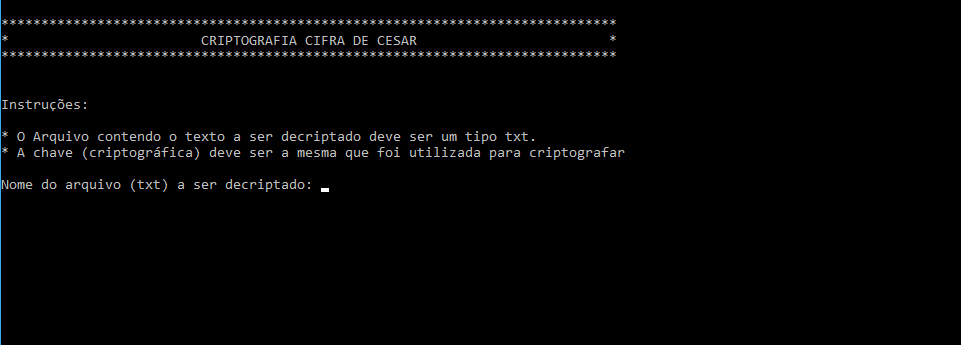 *****************************************************************************
*                        CRIPTOGRAFIA CIFRA DE CESAR                        *
*****************************************************************************
Instruções:
* O Arquivo contendo o texto a ser decriptado deve ser um tipo txt.
* A chave (criptográfica) deve ser a mesma que foi utilizada para criptografar
Nome do arquivo (txt) a ser decriptado: _